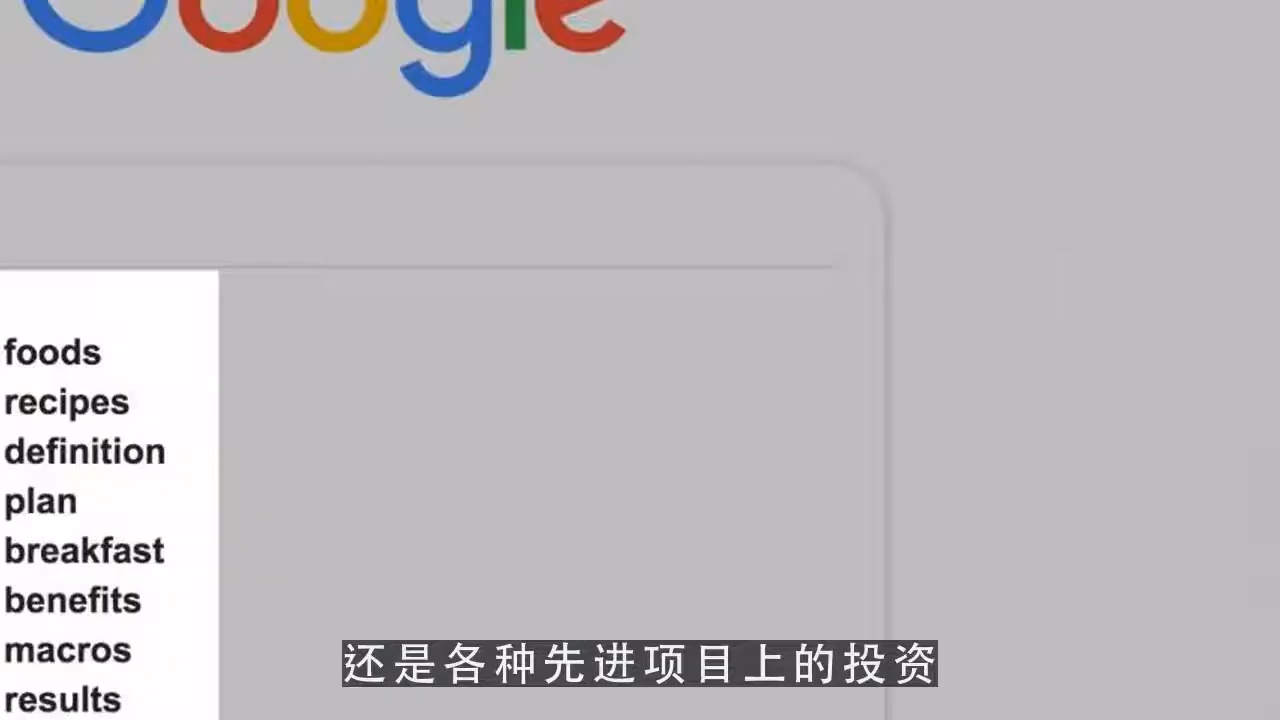 Google
foods
recipes
definition
plan
breakfast
benefits
macros
results
还是各种先进项目上的投资